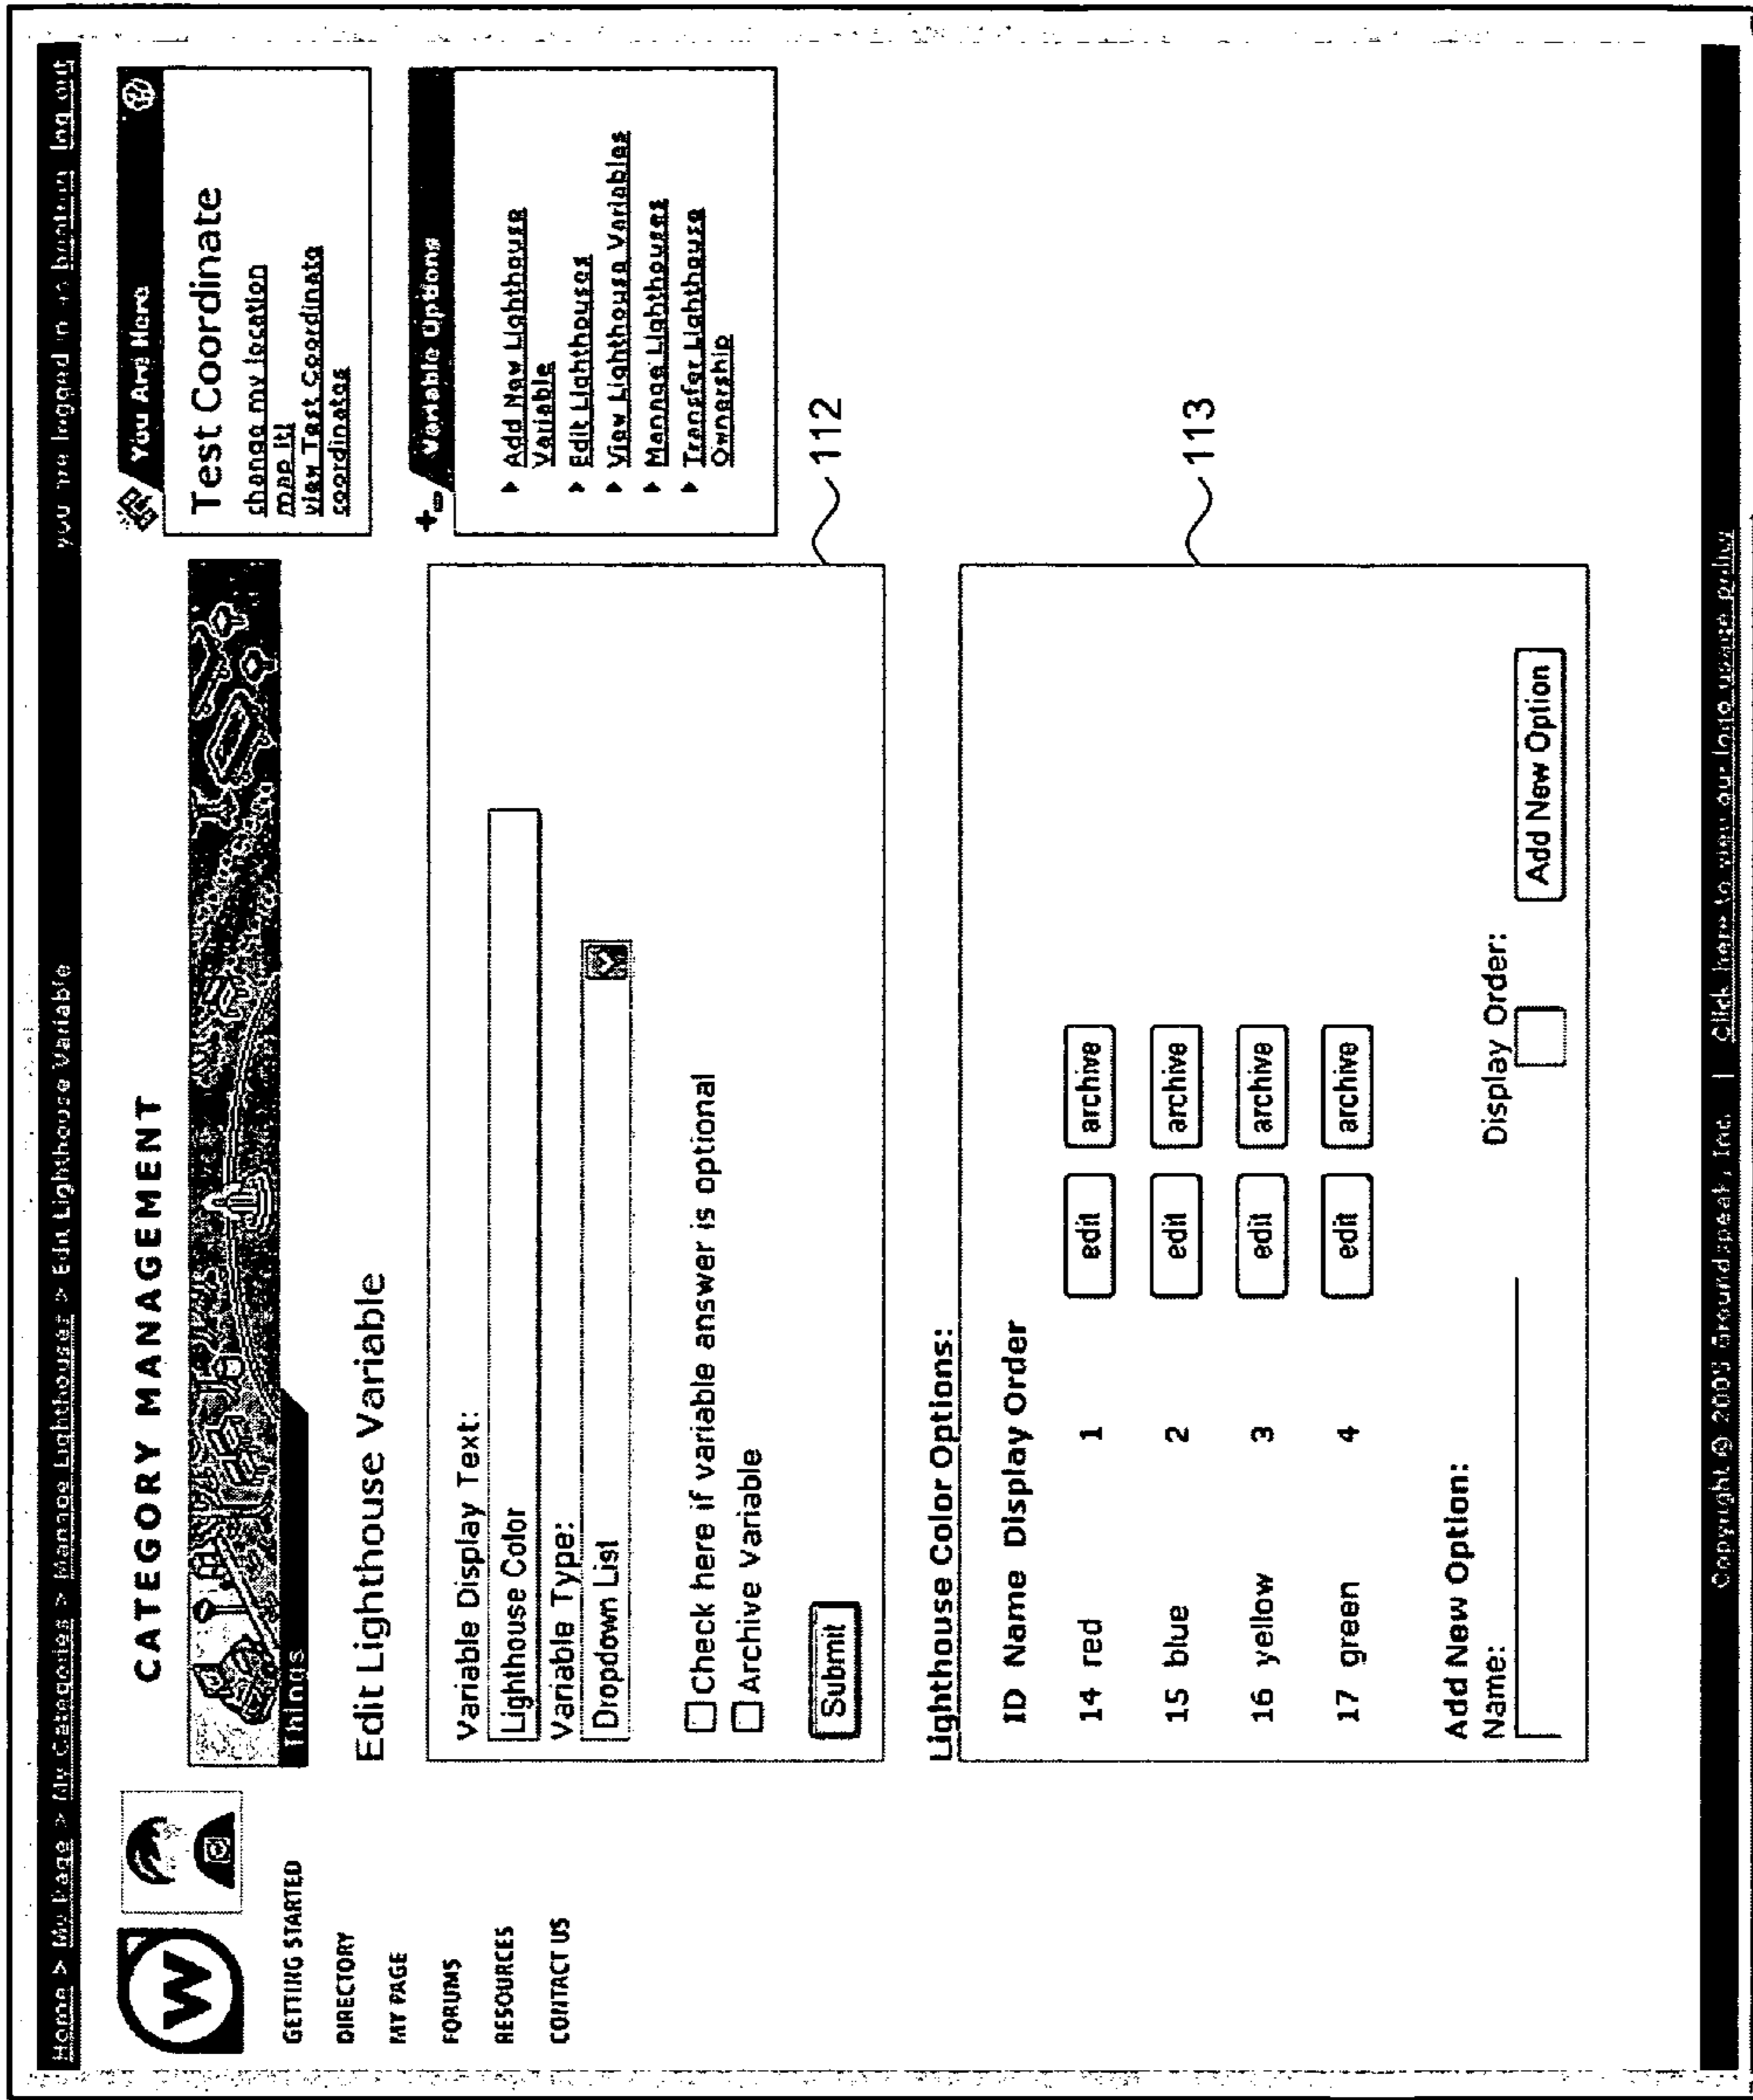 Home > My Page > My Categories > Manage Lighthouses > Edit Lighthouse Variable
you are logged in as log out
W
GETTING STARTED
DIRECTORY
MY PAGE
FORUMS
RESOURCES
CONTACT US
CATEGORY MANAGEMENT
Things
Edit Lighthouse Variable
Variable Display Text:
Lighthouse Color
Variable Type:
Dropdown List
Check here if variable answer is optional
Archive Variable
Submit
Lighthouse Color Options:
ID Name Display Order
14 red 1 edit archive
15 blue 2 edit archive
16 yellow 3 edit archive
17 green 4 edit archive
Add New Option:
Name: Display Order:
Add New Option
You Are Here
Test Coordinate
change my location
map it!
view Test Coordinate
coordinates
Variable Options
Add New Lighthouse
Variable
Edit Lighthouses
View Lighthouse Variables
Manage Lighthouses
Transfer Lighthouse
Ownership
112
113
Copyright © Groundspeak, Inc. | Click here to view our logo usage policy